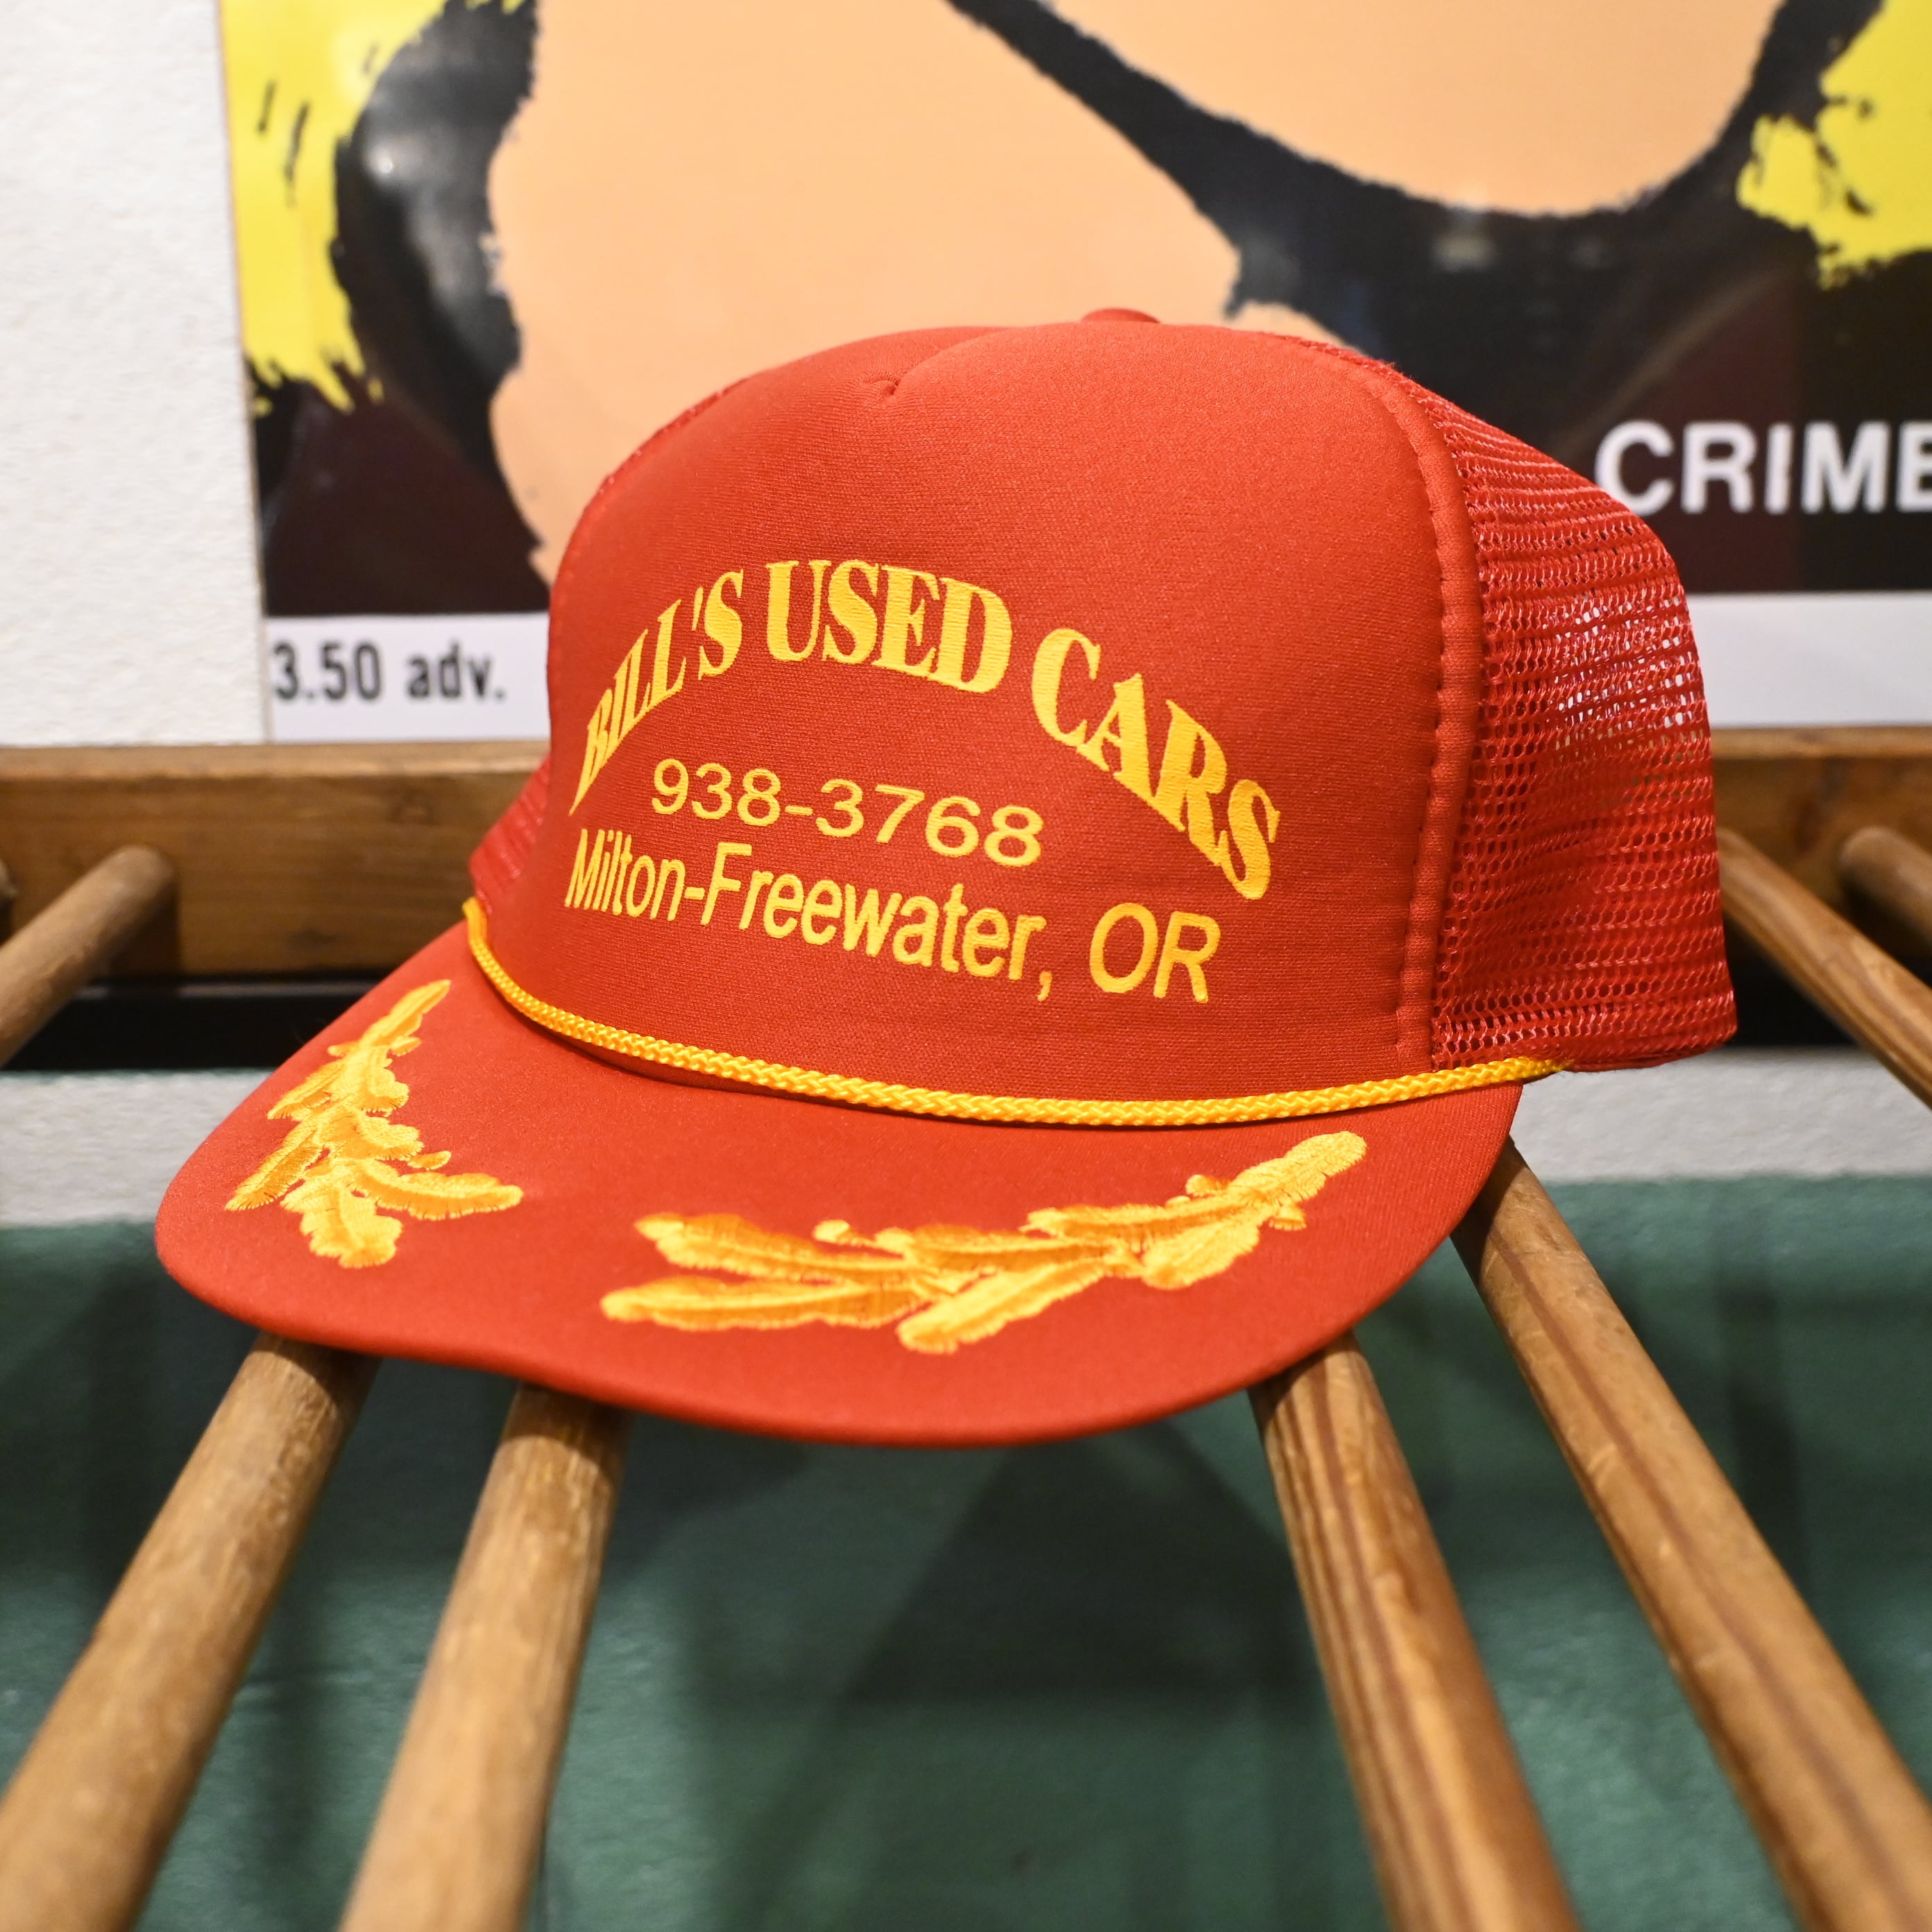 CRIME
3.50 adv.
BILL'S USED CARS
938-3768
Milton-Freewater, OR